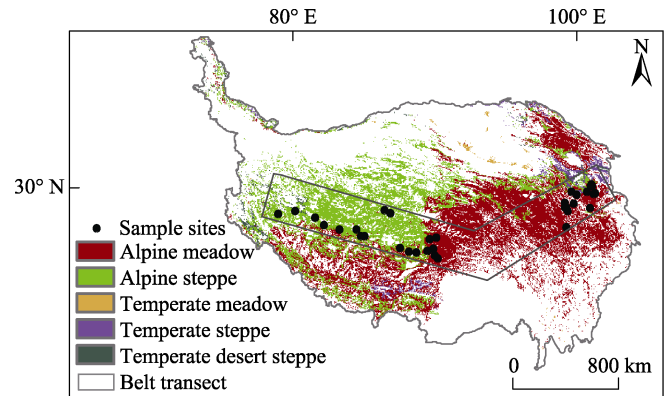 80° E 100° E
N
30° N
Sample sites
Alpine meadow
Alpine steppe
Temperate meadow
Temperate steppe
Temperate desert steppe
Belt transect
0 800 km